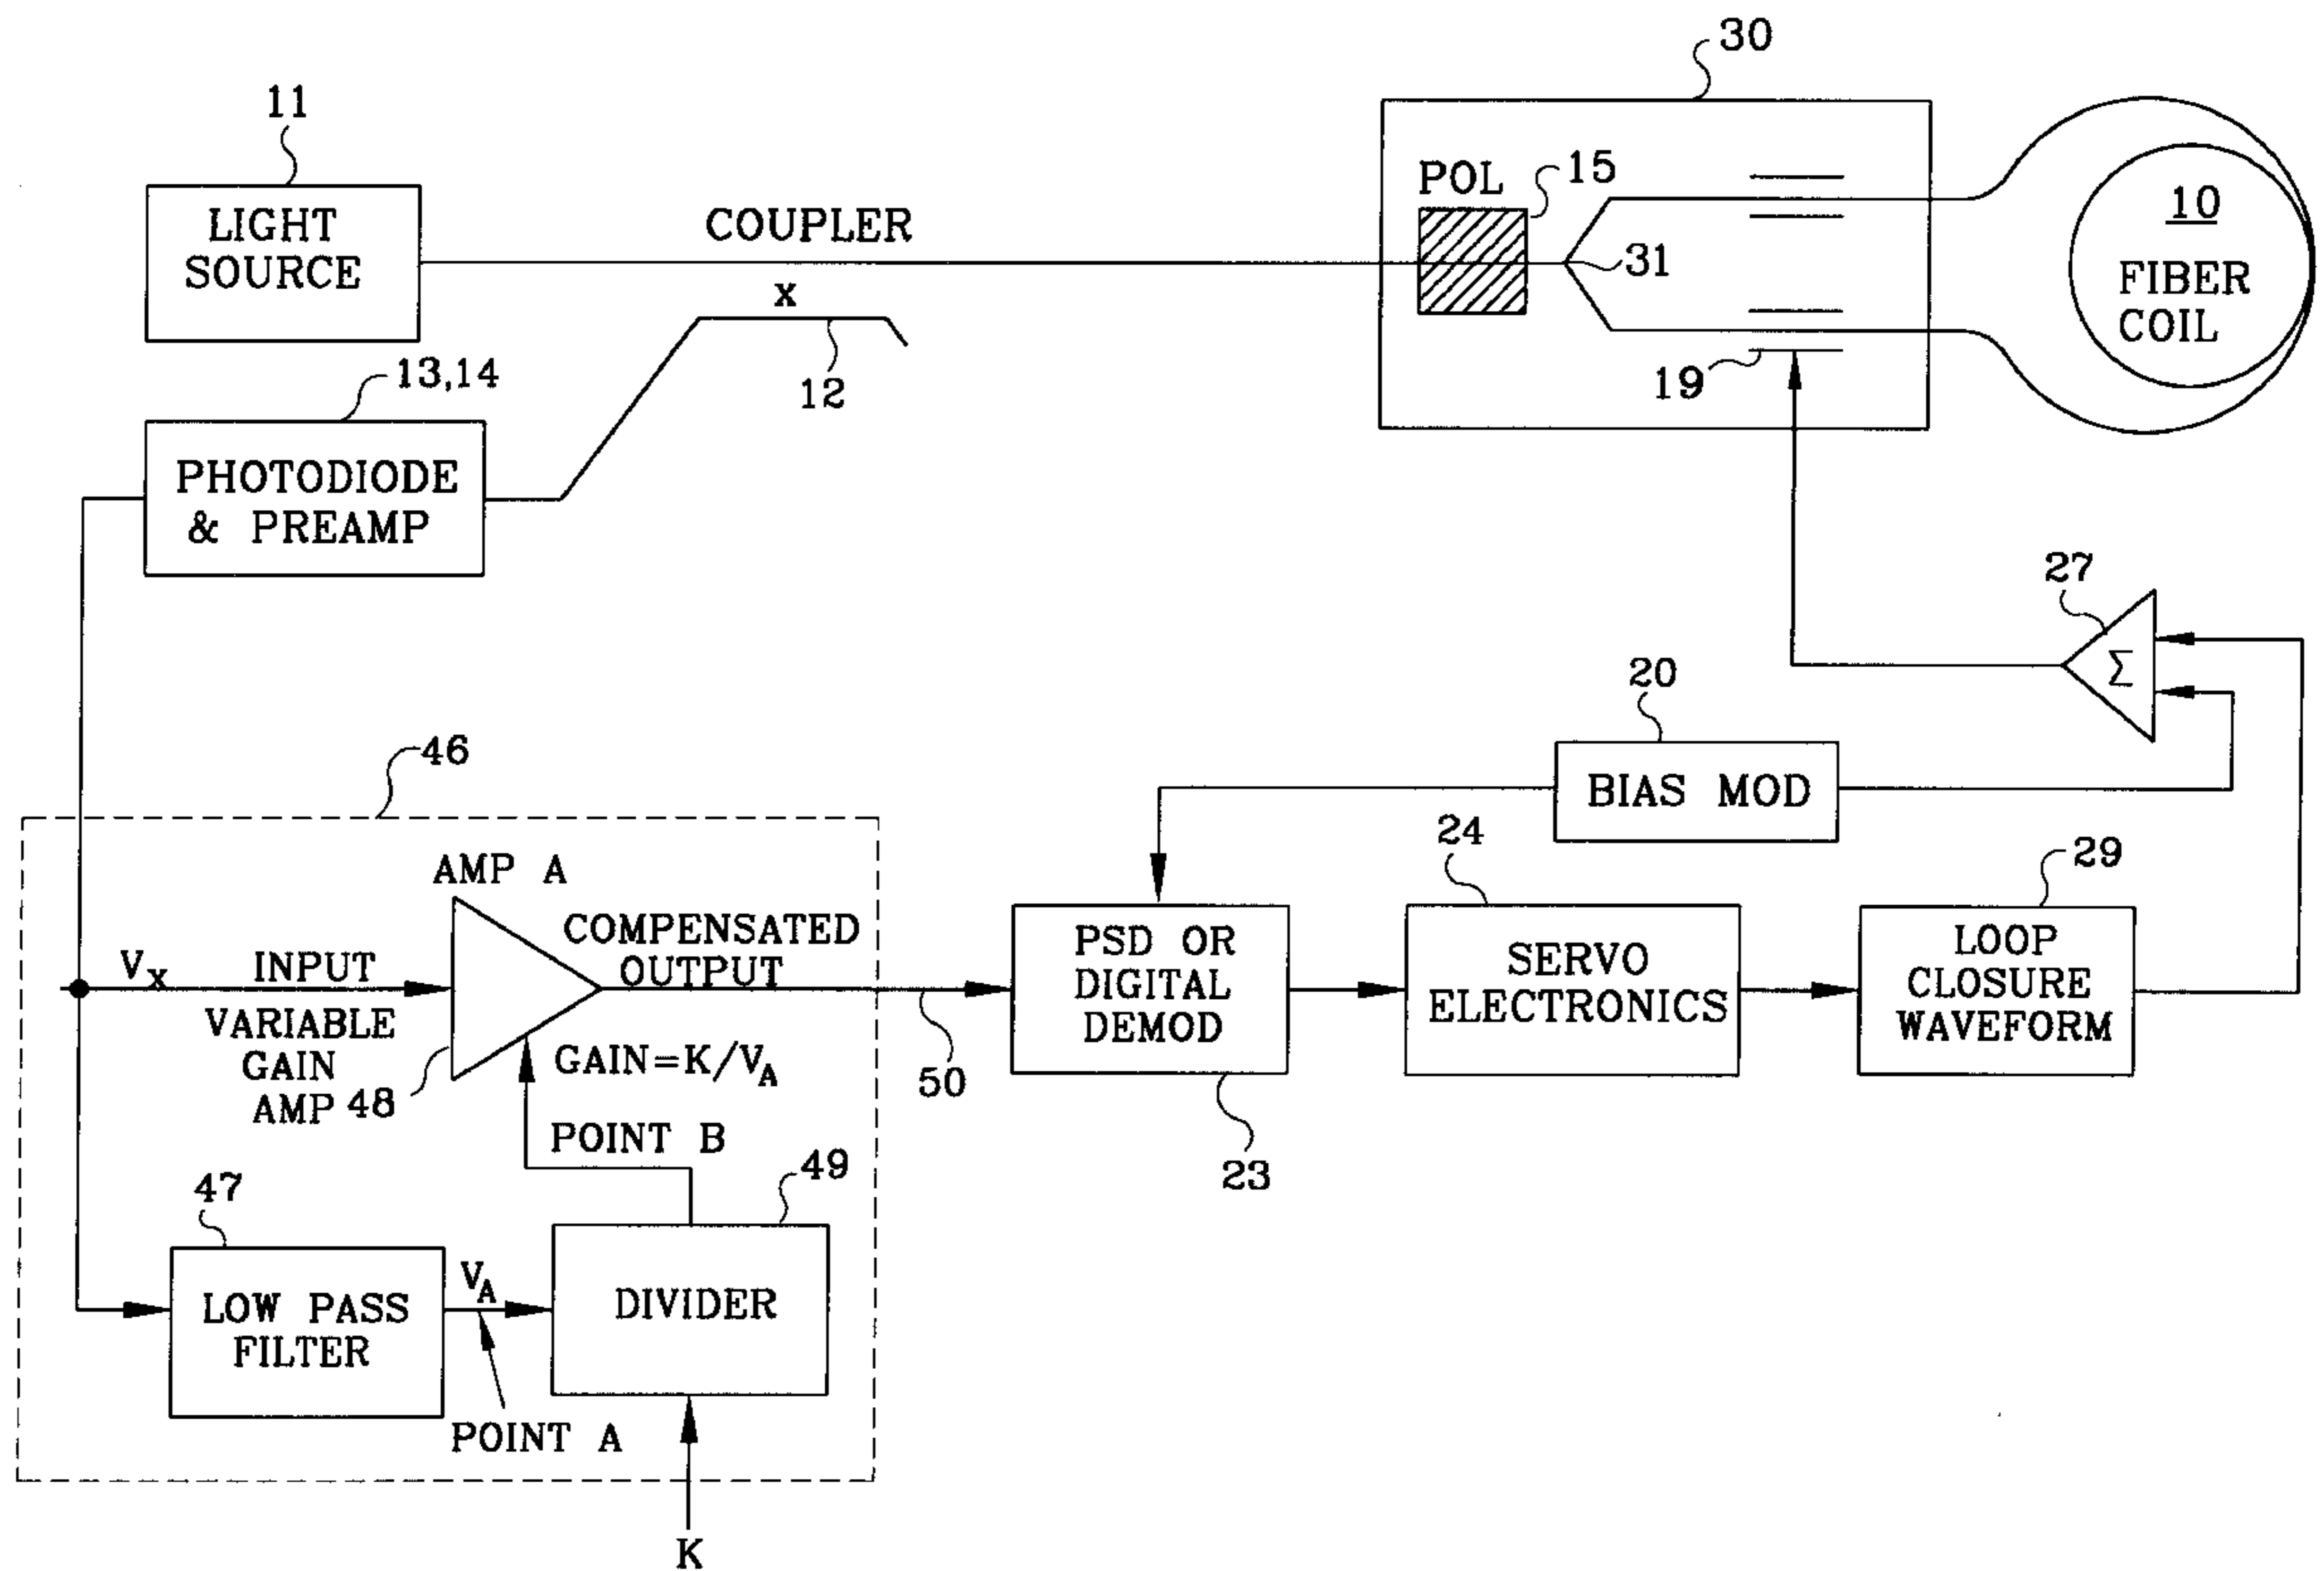 30
11
LIGHT
SOURCE
COUPLER
X
12
POL
15
31
19
10
FIBER
COIL
13,14
PHOTODIODE
& PREAMP
27
Σ
20
BIAS MOD
46
AMP A
COMPENSATED
OUTPUT
VX
INPUT
VARIABLE
GAIN
AMP 48
GAIN=K/VA
POINT B
50
PSD OR
DIGITAL
DEMOD
23
24
SERVO
ELECTRONICS
29
LOOP
CLOSURE
WAVEFORM
47
LOW PASS
FILTER
VA
POINT A
49
DIVIDER
K